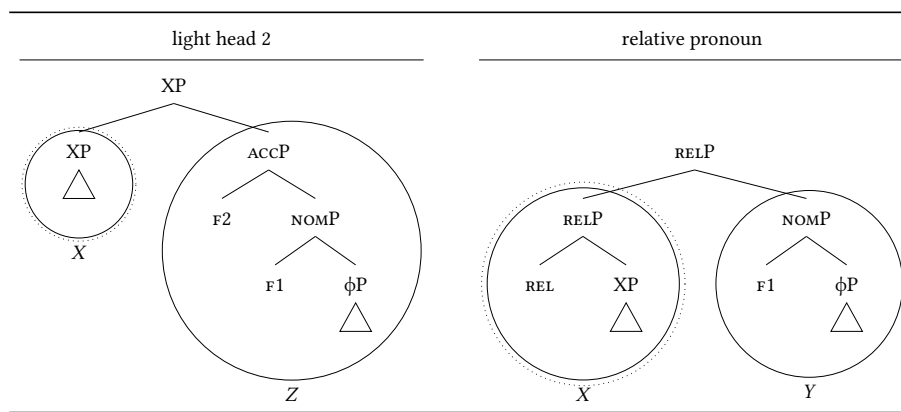 light head 2 relative pronoun
XP
XP ACCP RELP
F2 NOMP RELP NOMP
X
F1 ϕP REL XP F1 ϕP
Z X Y